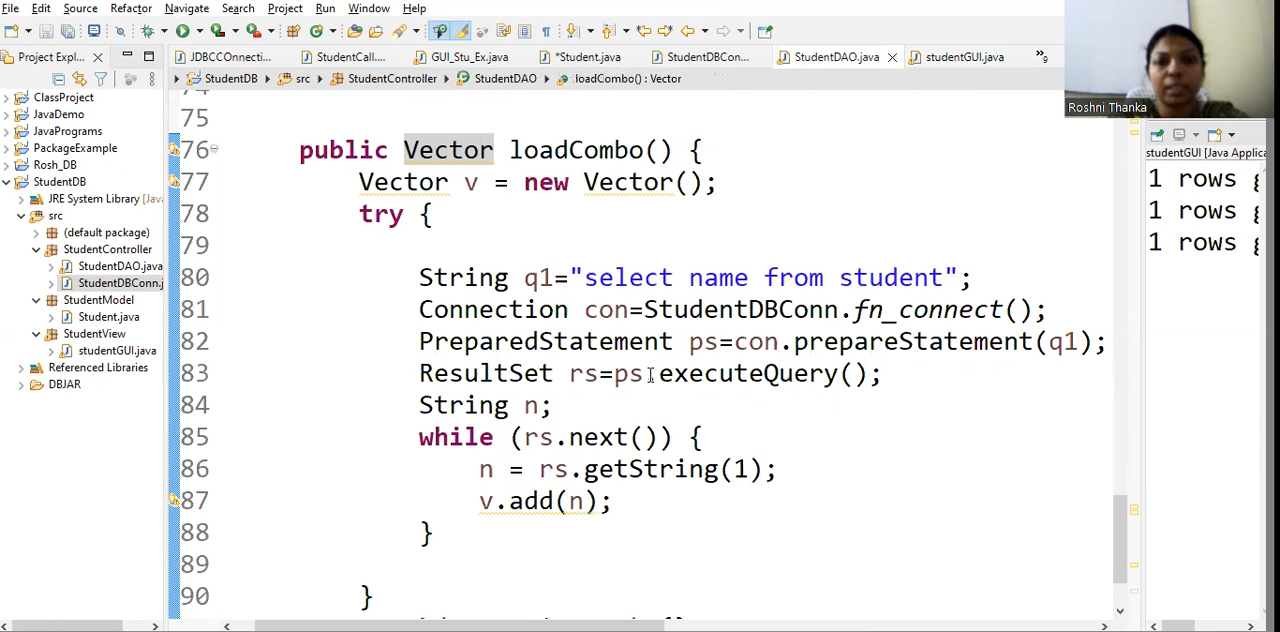 File Edit Source Refactor Navigate Search Project Run Window Help
Project Expl...
JDBCCOnnecti...
StudentCall....
GUI_Stu_Ex.java
*Student.java
StudentDBCon...
StudentDAO.java
studentGUI.java
»9
StudentDB src StudentController StudentDAO loadCombo() : Vector
Roshni Thanka
ClassProject
JavaDemo
JavaPrograms
PackageExample
Rosh_DB
StudentDB
JRE System Library [Jav
src
(default package)
StudentController
StudentDAO.java
StudentDBConn.j
StudentModel
Student.java
StudentView
studentGUI.java
Referenced Libraries
DBJAR
75
76 public Vector loadCombo() {
77 Vector v = new Vector();
78 try {
79
80 String q1="select name from student";
81 Connection con=StudentDBConn.fn_connect();
82 PreparedStatement ps=con.prepareStatement(q1);
83 ResultSet rs=ps.executeQuery();
84 String n;
85 while (rs.next()) {
86 n = rs.getString(1);
87 v.add(n);
88 }
89
90 }
studentGUI [Java Applica
1 rows
1 rows
1 rows